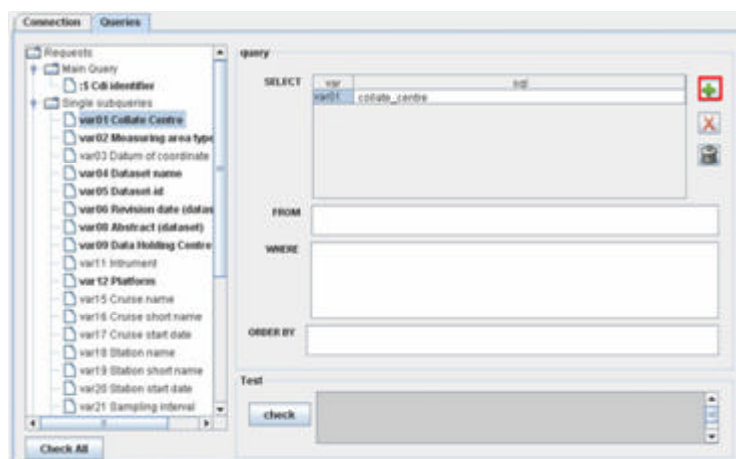 Connection Queries
Requests
Main Query
:$ Cdi identifier
Single subqueries
var01 Collate Centre
var02 Measuring area type
var03 Datum of coordinate
var04 Dataset name
var05 Dataset id
var06 Revision date (datas
var08 Abstract (dataset)
var09 Data Holding Centre
var11 Intrument
var12 Platform
var15 Cruise name
var16 Cruise short name
var17 Cruise start date
var18 Station name
var19 Station short name
var20 Station start date
var21 Sampling interval
Check All
query
SELECT
var sql
var01 collate_centre
FROM
WHERE
ORDER BY
Test
check